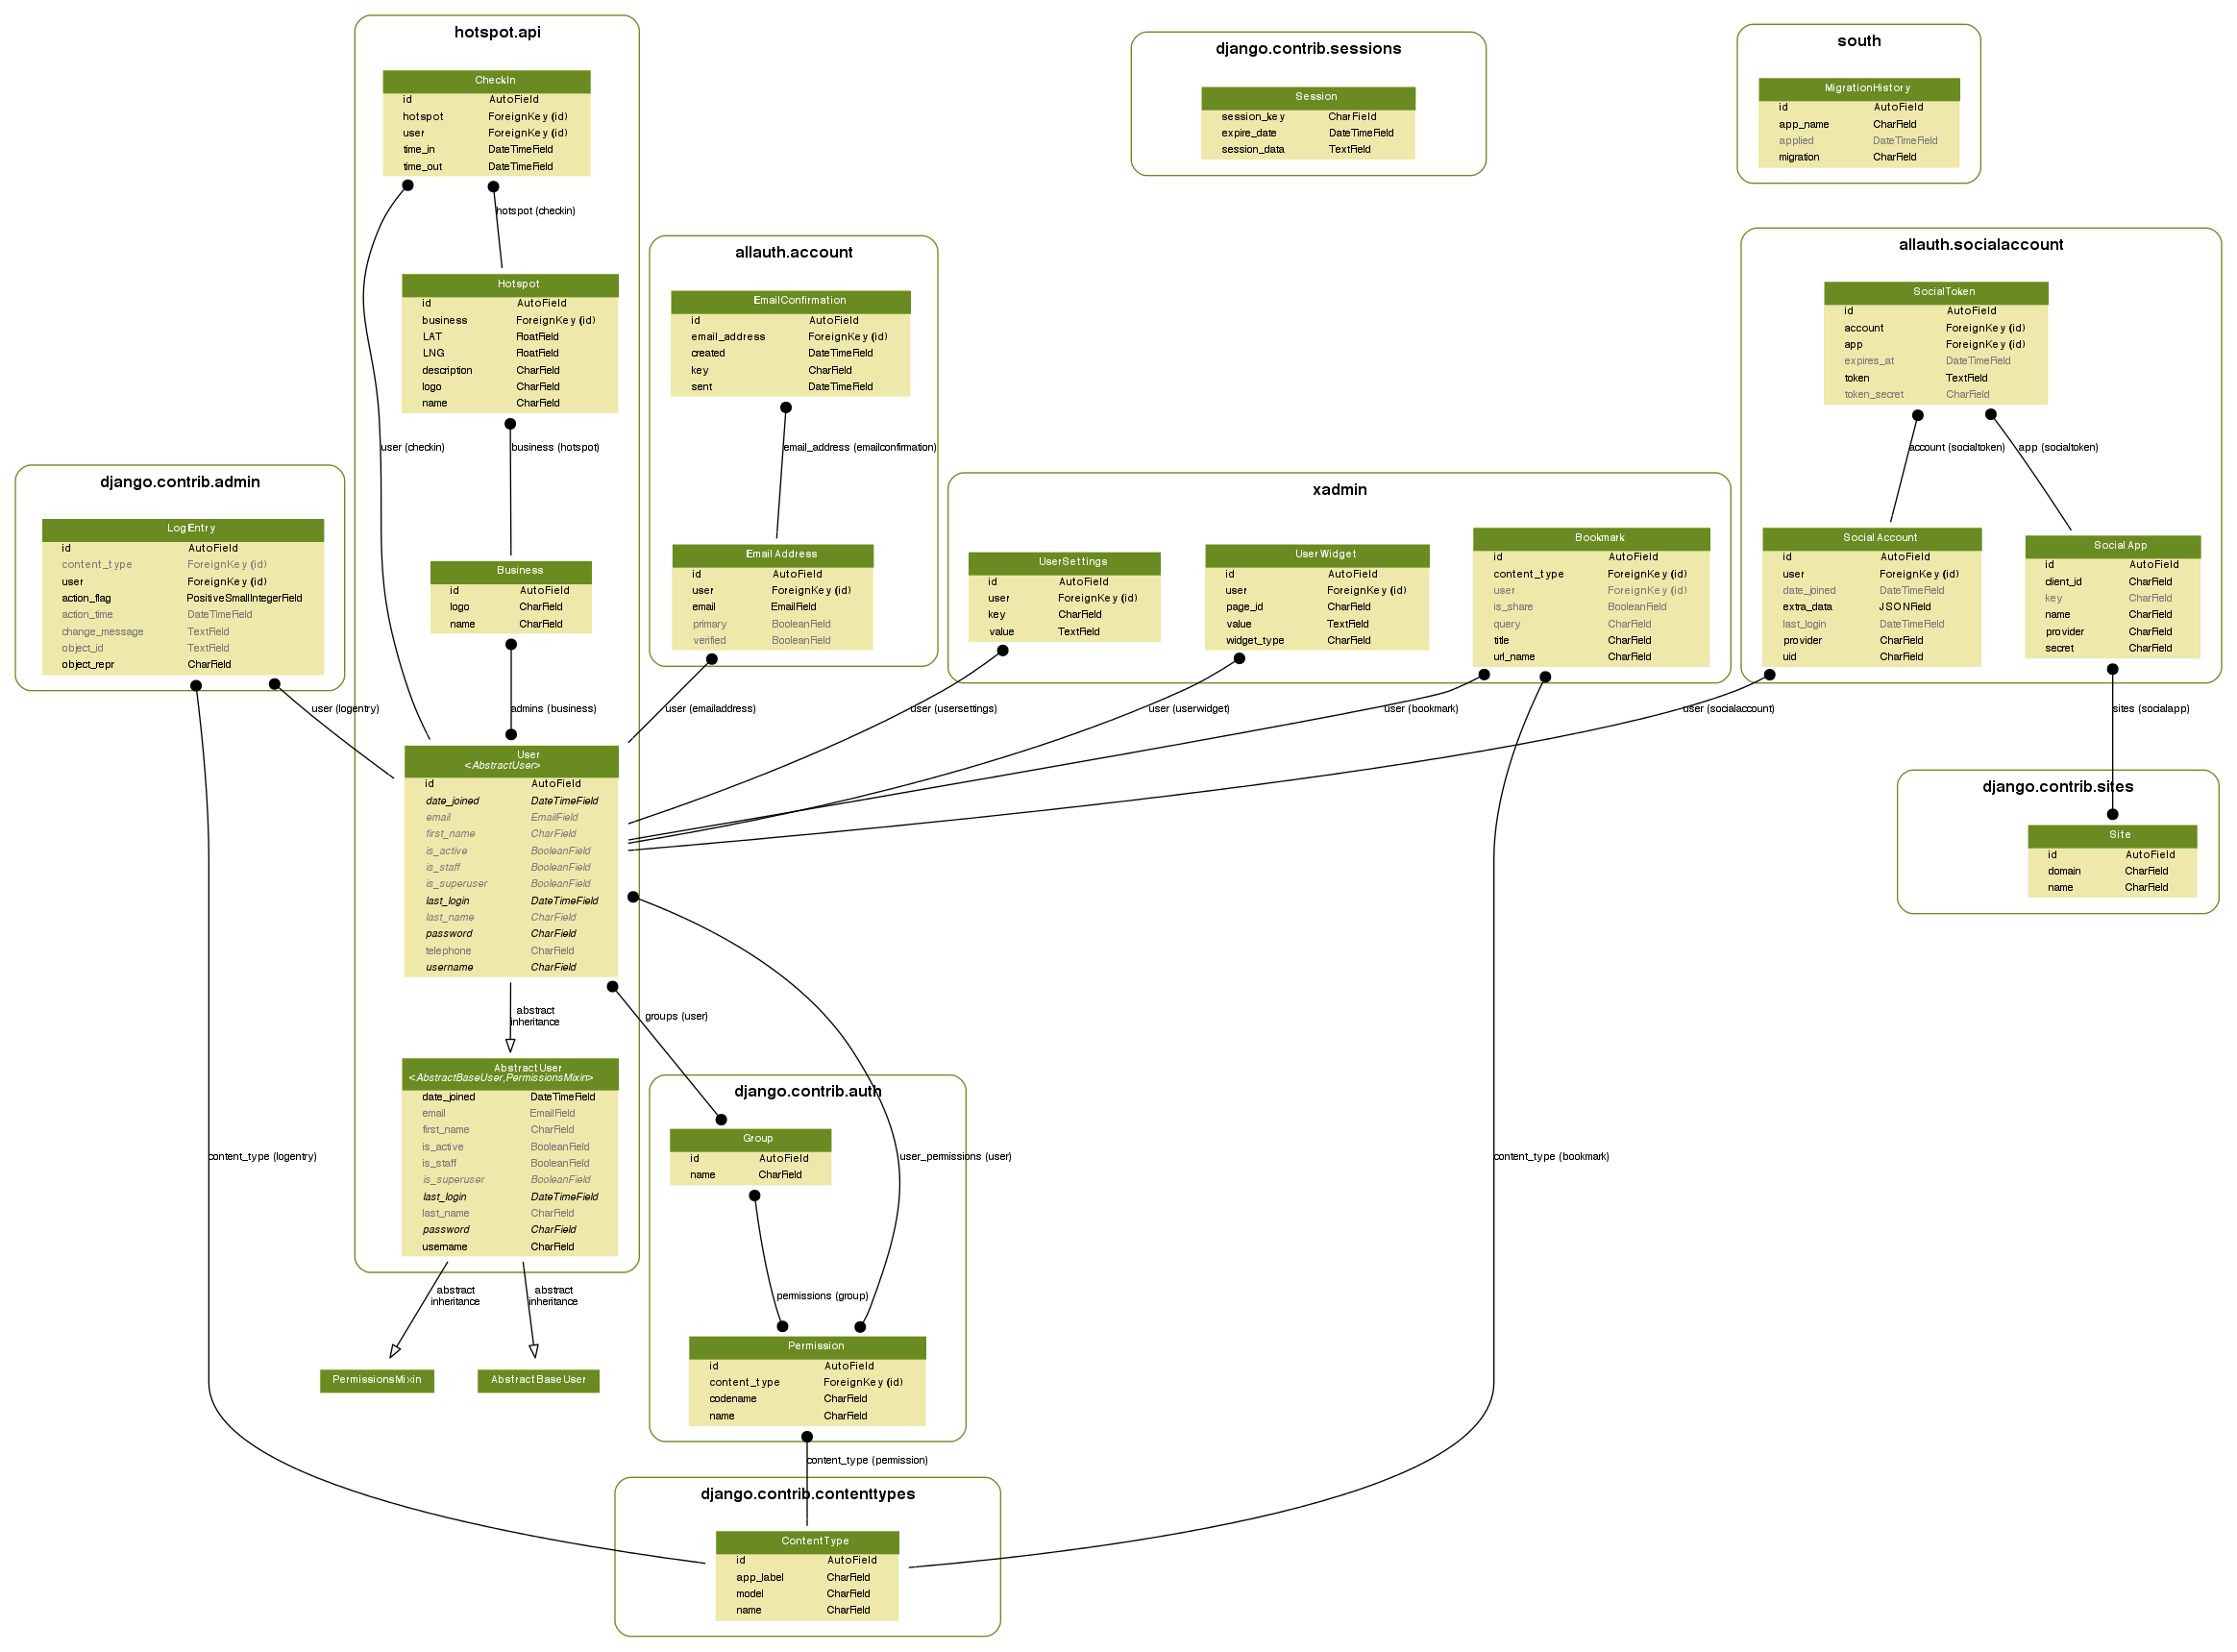 hotspot.api
CheckIn
id AutoField
hotspot ForeignKey (id)
user ForeignKey (id)
time_in DateTimeField
time_out DateTimeField
hotspot (checkin)
user (checkin)
Hotspot
id AutoField
business ForeignKey (id)
LAT FloatField
LNG FloatField
description CharField
logo CharField
name CharField
business (hotspot)
Business
id AutoField
logo CharField
name CharField
admins (business)
User
<AbstractUser>
id AutoField
date_joined DateTimeField
email EmailField
first_name CharField
is_active BooleanField
is_staff BooleanField
is_superuser BooleanField
last_login DateTimeField
last_name CharField
password CharField
telephone CharField
username CharField
abstract
inheritance
AbstractUser
<AbstractBaseUser,PermissionsMixin>
date_joined DateTimeField
email EmailField
first_name CharField
is_active BooleanField
is_staff BooleanField
is_superuser BooleanField
last_login DateTimeField
last_name CharField
password CharField
username CharField
abstract
inheritance
abstract
inheritance
PermissionsMixin
AbstractBaseUser
django.contrib.admin
LogEntry
id AutoField
content_type ForeignKey (id)
user ForeignKey (id)
action_flag PositiveSmallIntegerField
action_time DateTimeField
change_message TextField
object_id TextField
object_repr CharField
user (logentry)
content_type (logentry)
allauth.account
EmailConfirmation
id AutoField
email_address ForeignKey (id)
created DateTimeField
key CharField
sent DateTimeField
email_address (emailconfirmation)
EmailAddress
id AutoField
user ForeignKey (id)
email EmailField
primary BooleanField
verified BooleanField
user (emailaddress)
django.contrib.sessions
Session
session_key CharField
expire_date DateTimeField
session_data TextField
south
MigrationHistory
id AutoField
app_name CharField
applied DateTimeField
migration CharField
xadmin
UserSettings
id AutoField
user ForeignKey (id)
key CharField
value TextField
user (usersettings)
UserWidget
id AutoField
user ForeignKey (id)
page_id CharField
value TextField
widget_type CharField
user (userwidget)
Bookmark
id AutoField
content_type ForeignKey (id)
user ForeignKey (id)
is_share BooleanField
query CharField
title CharField
url_name CharField
user (bookmark)
content_type (bookmark)
allauth.socialaccount
SocialToken
id AutoField
account ForeignKey (id)
app ForeignKey (id)
expires_at DateTimeField
token TextField
token_secret CharField
account (socialtoken)
app (socialtoken)
SocialAccount
id AutoField
user ForeignKey (id)
date_joined DateTimeField
extra_data JSONField
last_login DateTimeField
provider CharField
uid CharField
user (socialaccount)
SocialApp
id AutoField
client_id CharField
key CharField
name CharField
provider CharField
secret CharField
sites (socialapp)
django.contrib.sites
Site
id AutoField
domain CharField
name CharField
groups (user)
user_permissions (user)
django.contrib.auth
Group
id AutoField
name CharField
permissions (group)
Permission
id AutoField
content_type ForeignKey (id)
codename CharField
name CharField
content_type (permission)
django.contrib.contenttypes
ContentType
id AutoField
app_label CharField
model CharField
name CharField